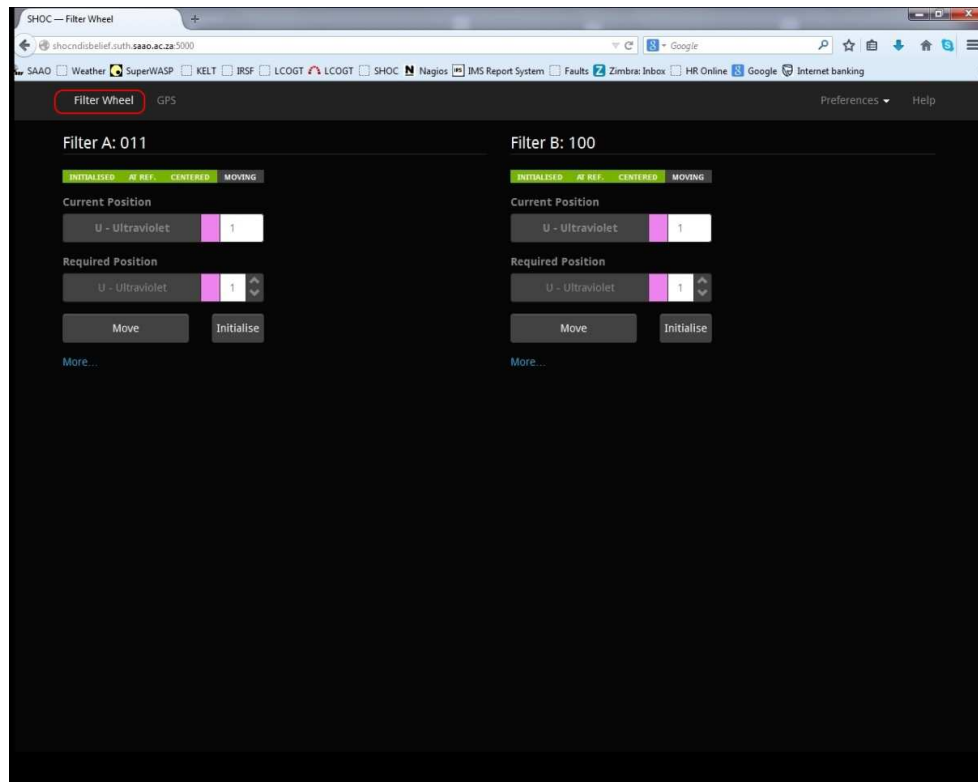 SHOC — Filter Wheel
shocndisbelief.suth.saao.ac.za:5000
Google
SAAO Weather SuperWASP KELT IRSF LCOGT LCOGT SHOC Nagios IMS Report System Faults Zimbra: Inbox HR Online Google Internet banking
Filter Wheel GPS Preferences Help
Filter A: 011
INITIALISED AT REF. CENTERED MOVING
Current Position
U - Ultraviolet 1
Required Position
U - Ultraviolet 1
Move Initialise
More...
Filter B: 100
INITIALISED AT REF. CENTERED MOVING
Current Position
U - Ultraviolet 1
Required Position
U - Ultraviolet 1
Move Initialise
More...